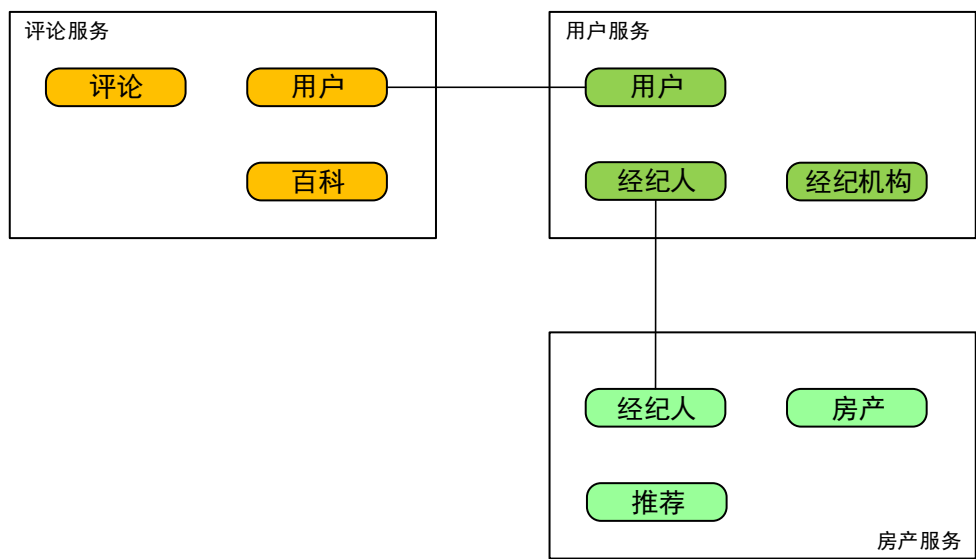 评论服务
评论
用户
百科
用户服务
用户
经纪人
经纪机构
经纪人
房产
推荐
房产服务